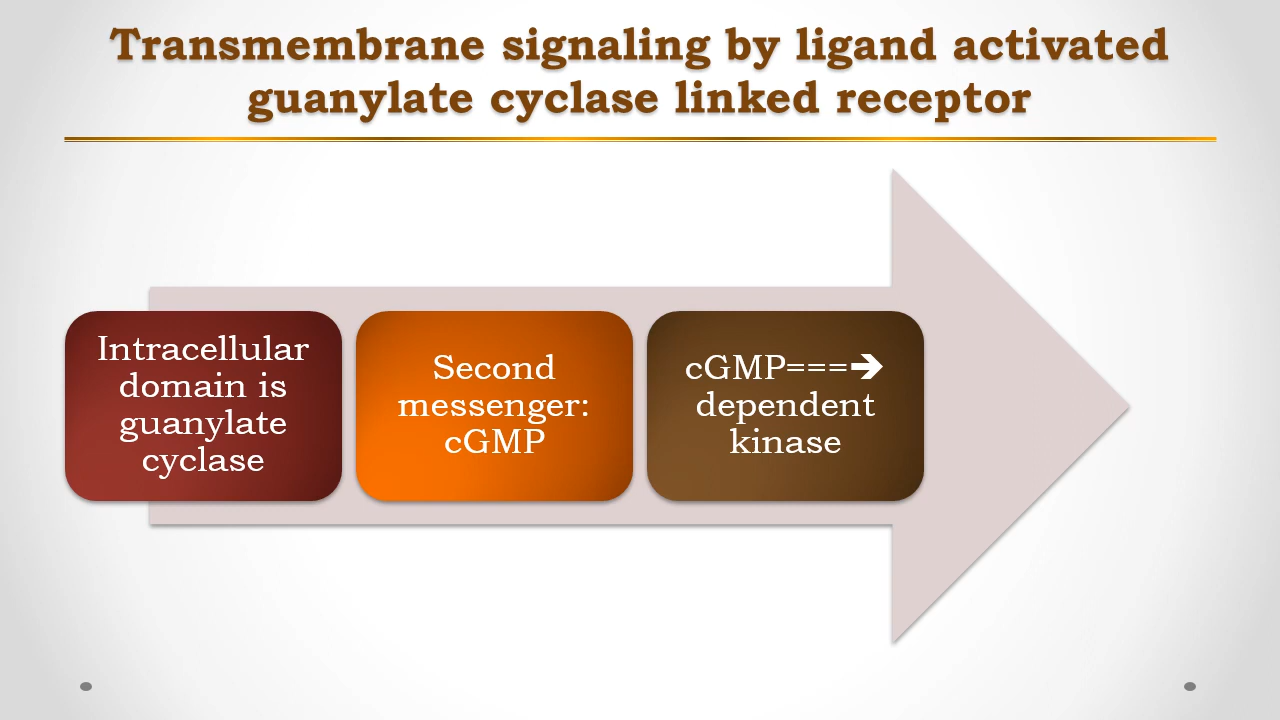 Transmembrane signaling by ligand activated
guanylate cyclase linked receptor
Intracellular
domain is
guanylate
cyclase
Second
messenger:
cGMP
cGMP===➔
dependent
kinase